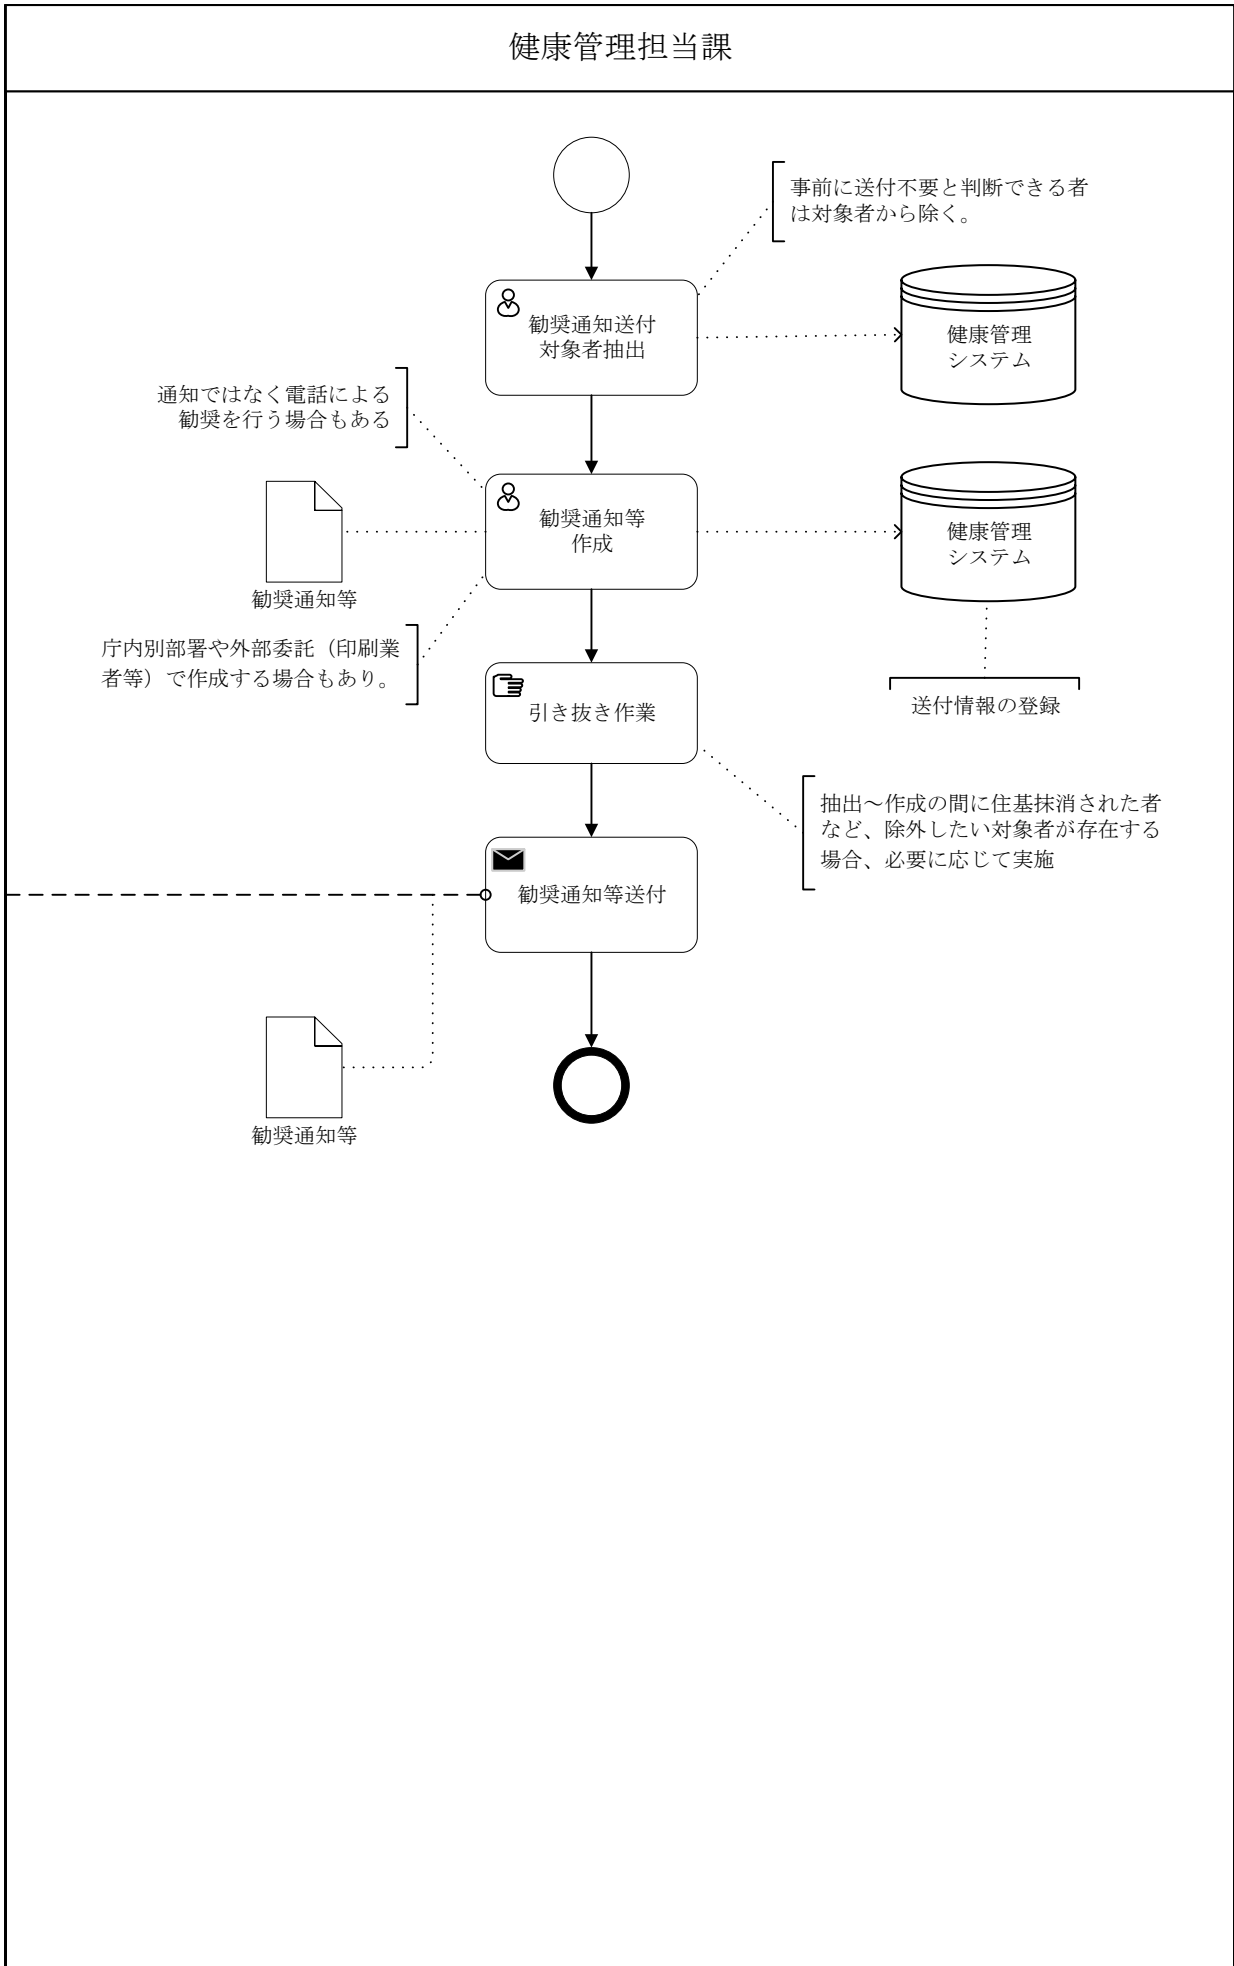 健康管理担当課
事前に送付不要と判断できる者
は対象者から除く。
勧奨通知送付
対象者抽出
健康管理
システム
通知ではなく電話による
勧奨を行う場合もある
勧奨通知等
作成
健康管理
システム
勧奨通知等
庁内別部署や外部委託（印刷業
者等）で作成する場合もあり。
引き抜き作業
送付情報の登録
抽出～作成の間に住基抹消された者
など、除外したい対象者が存在する
場合、必要に応じて実施
勧奨通知等送付
勧奨通知等